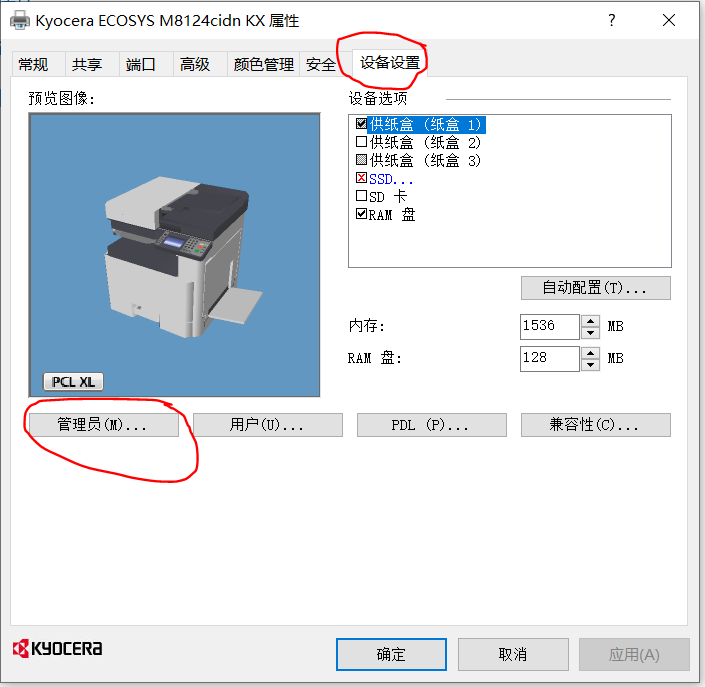 Kyocera ECOSYS M8124cidn KX 属性
常规 共享 端口 高级 颜色管理 安全 设备设置
预览图像:
设备选项
供纸盒 (纸盒 1)
供纸盒 (纸盒 2)
供纸盒 (纸盒 3)
SSD...
SD 卡
RAM 盘
自动配置(T)...
内存: 1536 MB
RAM 盘: 128 MB
PCL XL
管理员(M)... 用户(U)... PDL (P)... 兼容性(C)...
KYOCERA
确定 取消 应用(A)